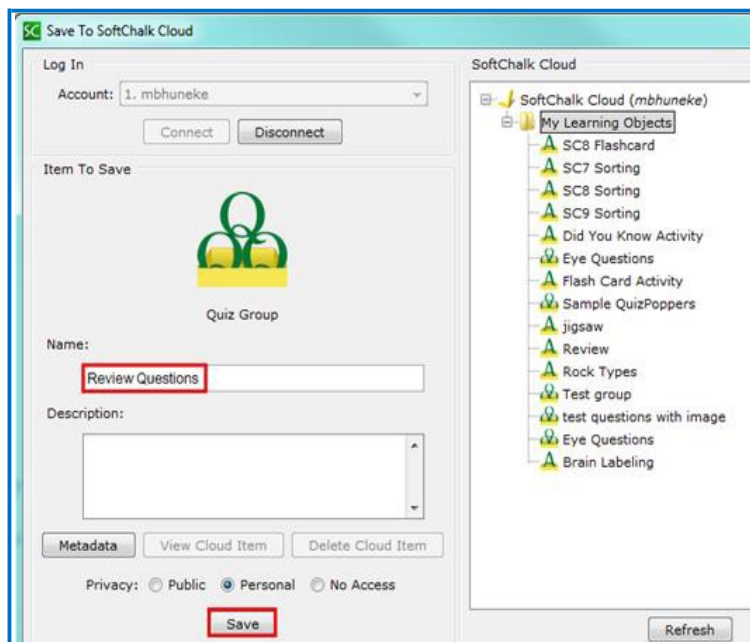 SC Save To SoftChalk Cloud
Log In
Account: 1. mbhuneke
Connect Disconnect
Item To Save
Quiz Group
Name:
Review Questions
Description:
Metadata View Cloud Item Delete Cloud Item
Privacy: Public Personal No Access
Save
SoftChalk Cloud
SoftChalk Cloud (mbhuneke)
My Learning Objects
A SC8 Flashcard
A SC7 Sorting
A SC8 Sorting
A SC9 Sorting
A Did You Know Activity
Eye Questions
A Flash Card Activity
Sample QuizPoppers
A jigsaw
A Review
A Rock Types
Test group
test questions with image
Eye Questions
A Brain Labeling
Refresh